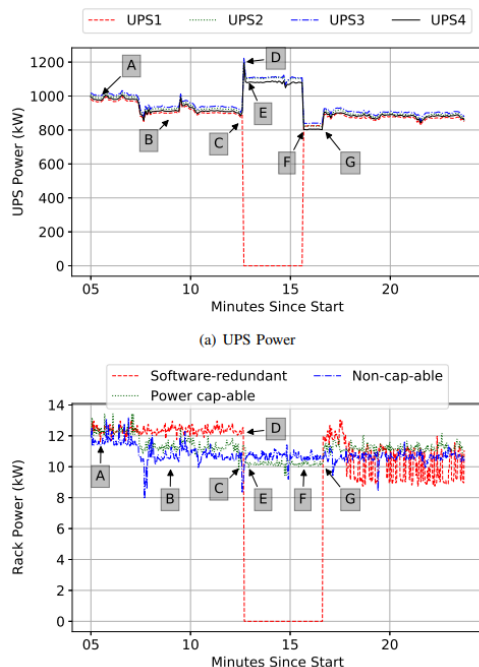 UPS1 UPS2 UPS3 UPS4
1200
1000
800
600
400
200
0
UPS Power (kW)
A
B
C
D
E
F
G
05 10 15 20
Minutes Since Start
(a) UPS Power
Software-redundant Non-cap-able
Power cap-able
14
12
10
8
6
4
2
0
Rack Power (kW)
A
B
C
D
E
F
G
05 10 15 20
Minutes Since Start